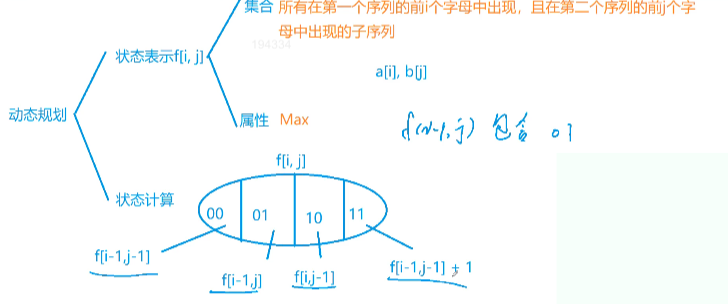 集合 所有在第一个序列的前i个字母中出现，且在第二个序列的前j个字
母中出现的子序列
194334
状态表示f[i, j]
a[i], b[j]
动态规划
属性 Max
f(i-1, j) 包含 01
f[i, j]
状态计算
00 01 10 11
f[i-1,j-1]
f[i-1,j]
f[i,j-1]
f[i-1,j-1] + 1